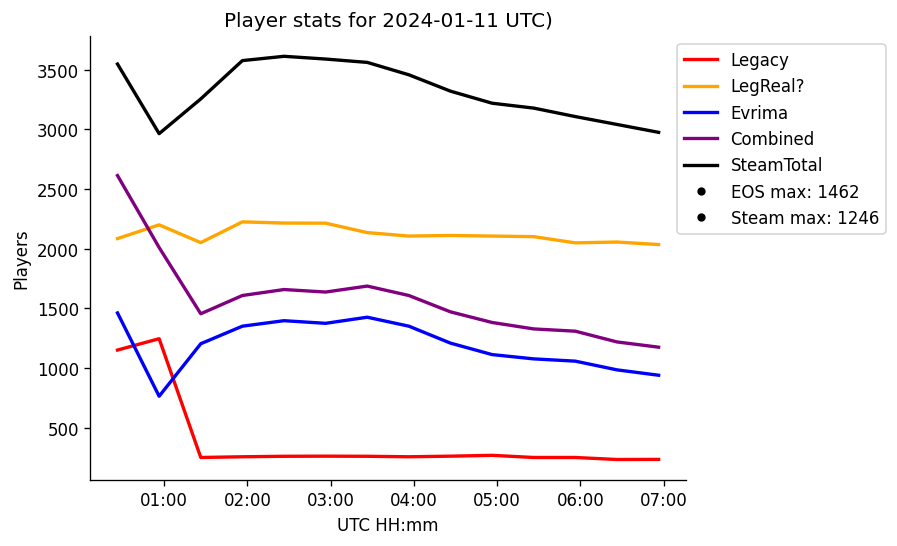 Player stats for 2024-01-11 UTC)
Players
3500
3000
2500
2000
1500
1000
500
01:00 02:00 03:00 04:00 05:00 06:00 07:00
UTC HH:mm
Legacy
LegReal?
Evrima
Combined
SteamTotal
EOS max: 1462
Steam max: 1246